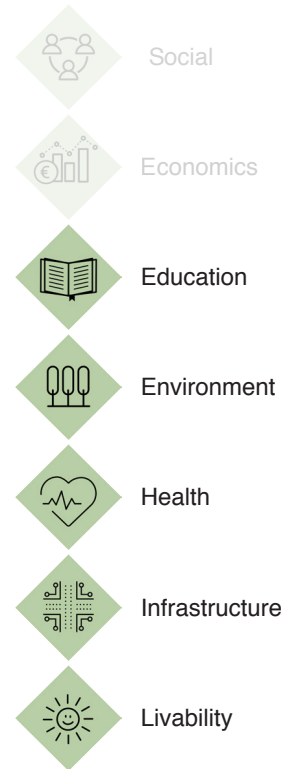 Social
€
Economics
Education
Environment
Health
Infrastructure
Livability